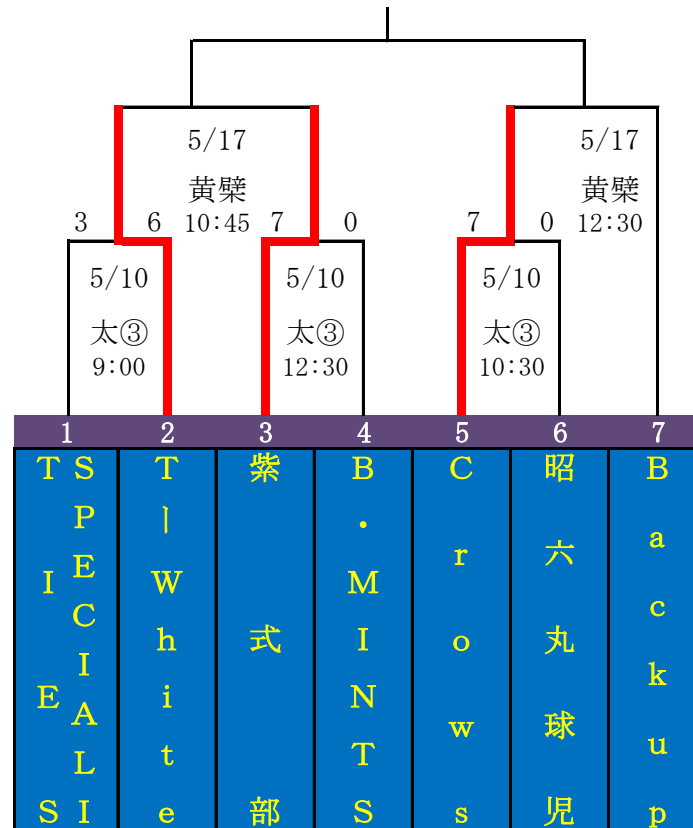 5/17
黄檗
10:45
5/17
黄檗
12:30
3 6
7 0
7 0
5/10
太③
9:00
5/10
太③
12:30
5/10
太③
10:30
1 2 3 4 5 6 7
SPECIALI
TIES
T-White
紫式部
B.MINTS
Crows
昭六丸球児
Backup